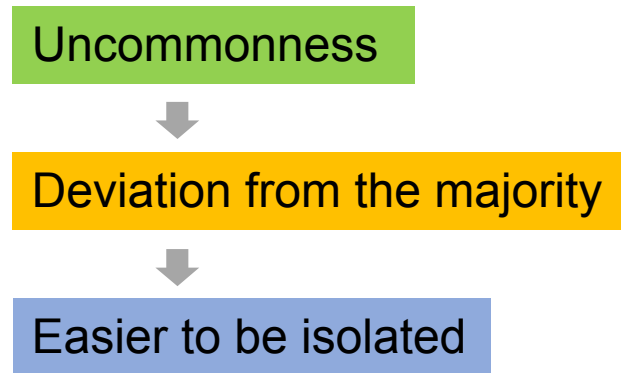 Uncommonness
Deviation from the majority
Easier to be isolated